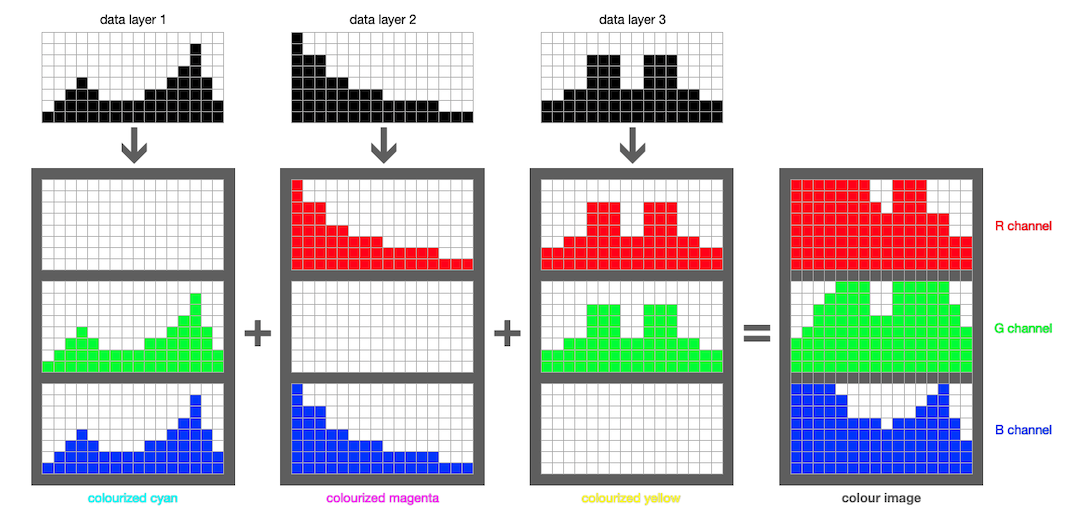 data layer 1
data layer 2
data layer 3
+
+
=
R channel
G channel
B channel
colourized cyan
colourized magenta
colourized yellow
colour image